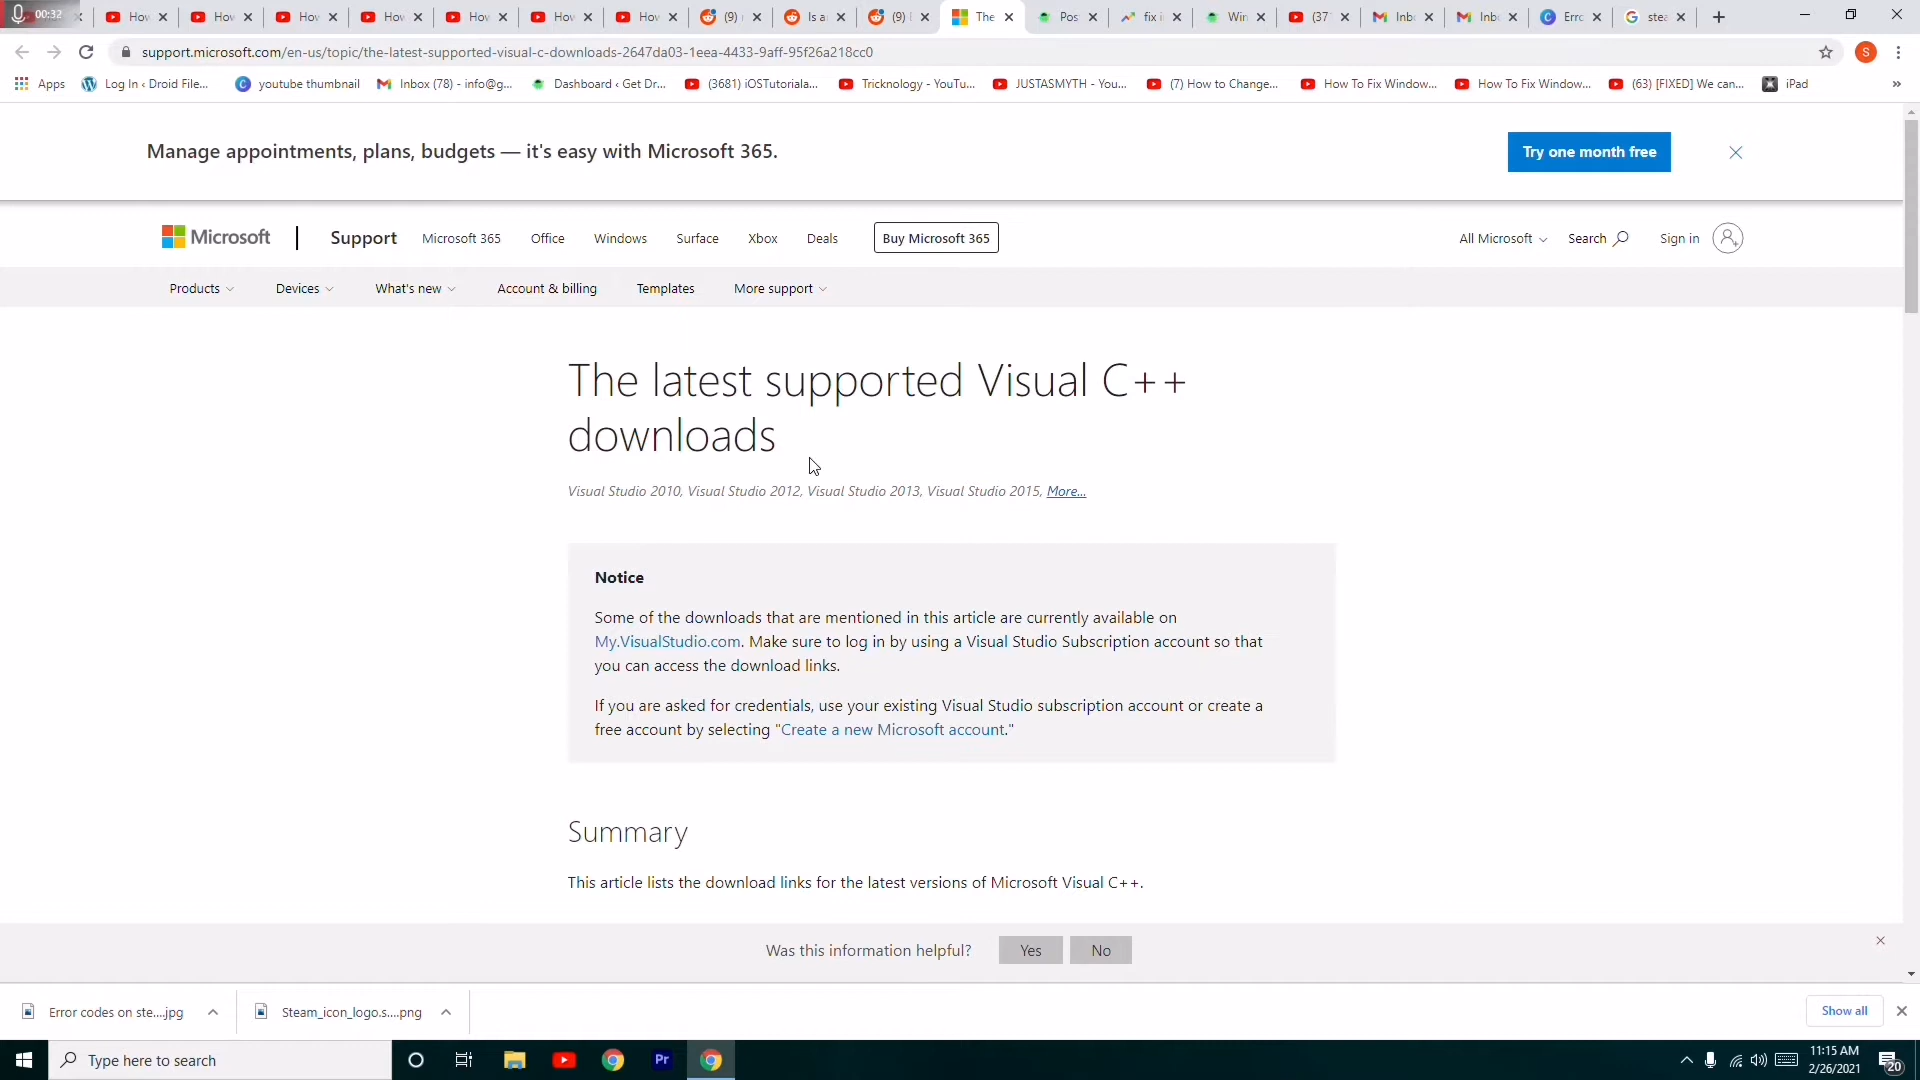 00:32 How How How How How How How (9) Is a (9) The Pos fix i Win (37 Inb Inb Erro stea
support.microsoft.com/en-us/topic/the-latest-supported-visual-c-downloads-2647da03-1eea-4433-9aff-95f26a218cc0 S
Apps Log In ‹ Droid File... youtube thumbnail Inbox (78) - info@g... Dashboard ‹ Get Dr... (3681) iOSTutoriala... Tricknology - YouTu... JUSTASMYTH - You... (7) How to Change... How To Fix Window... How To Fix Window... (63) [FIXED] We can... iPad »
Manage appointments, plans, budgets — it's easy with Microsoft 365. Try one month free
Microsoft | Support Microsoft 365 Office Windows Surface Xbox Deals Buy Microsoft 365 All Microsoft Search Sign in
Products Devices What's new Account & billing Templates More support
The latest supported Visual C++
downloads
Visual Studio 2010, Visual Studio 2012, Visual Studio 2013, Visual Studio 2015, More...
Notice
Some of the downloads that are mentioned in this article are currently available on
My.VisualStudio.com. Make sure to log in by using a Visual Studio Subscription account so that
you can access the download links.
If you are asked for credentials, use your existing Visual Studio subscription account or create a
free account by selecting "Create a new Microsoft account."
Summary
This article lists the download links for the latest versions of Microsoft Visual C++.
Was this information helpful? Yes No
Error codes on ste....jpg Steam_icon_logo.s....png Show all
Type here to search Pr 11:15 AM
2/26/2021 20